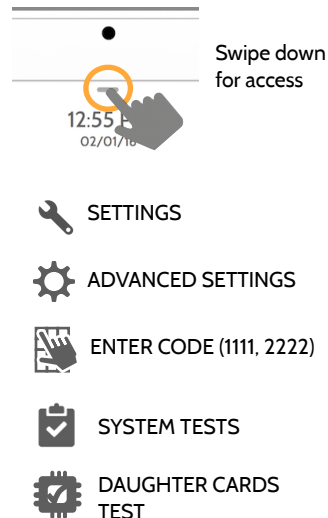 Swipe down
for access
12:55
02/01/16
SETTINGS
ADVANCED SETTINGS
ENTER CODE (1111, 2222)
SYSTEM TESTS
DAUGHTER CARDS
TEST